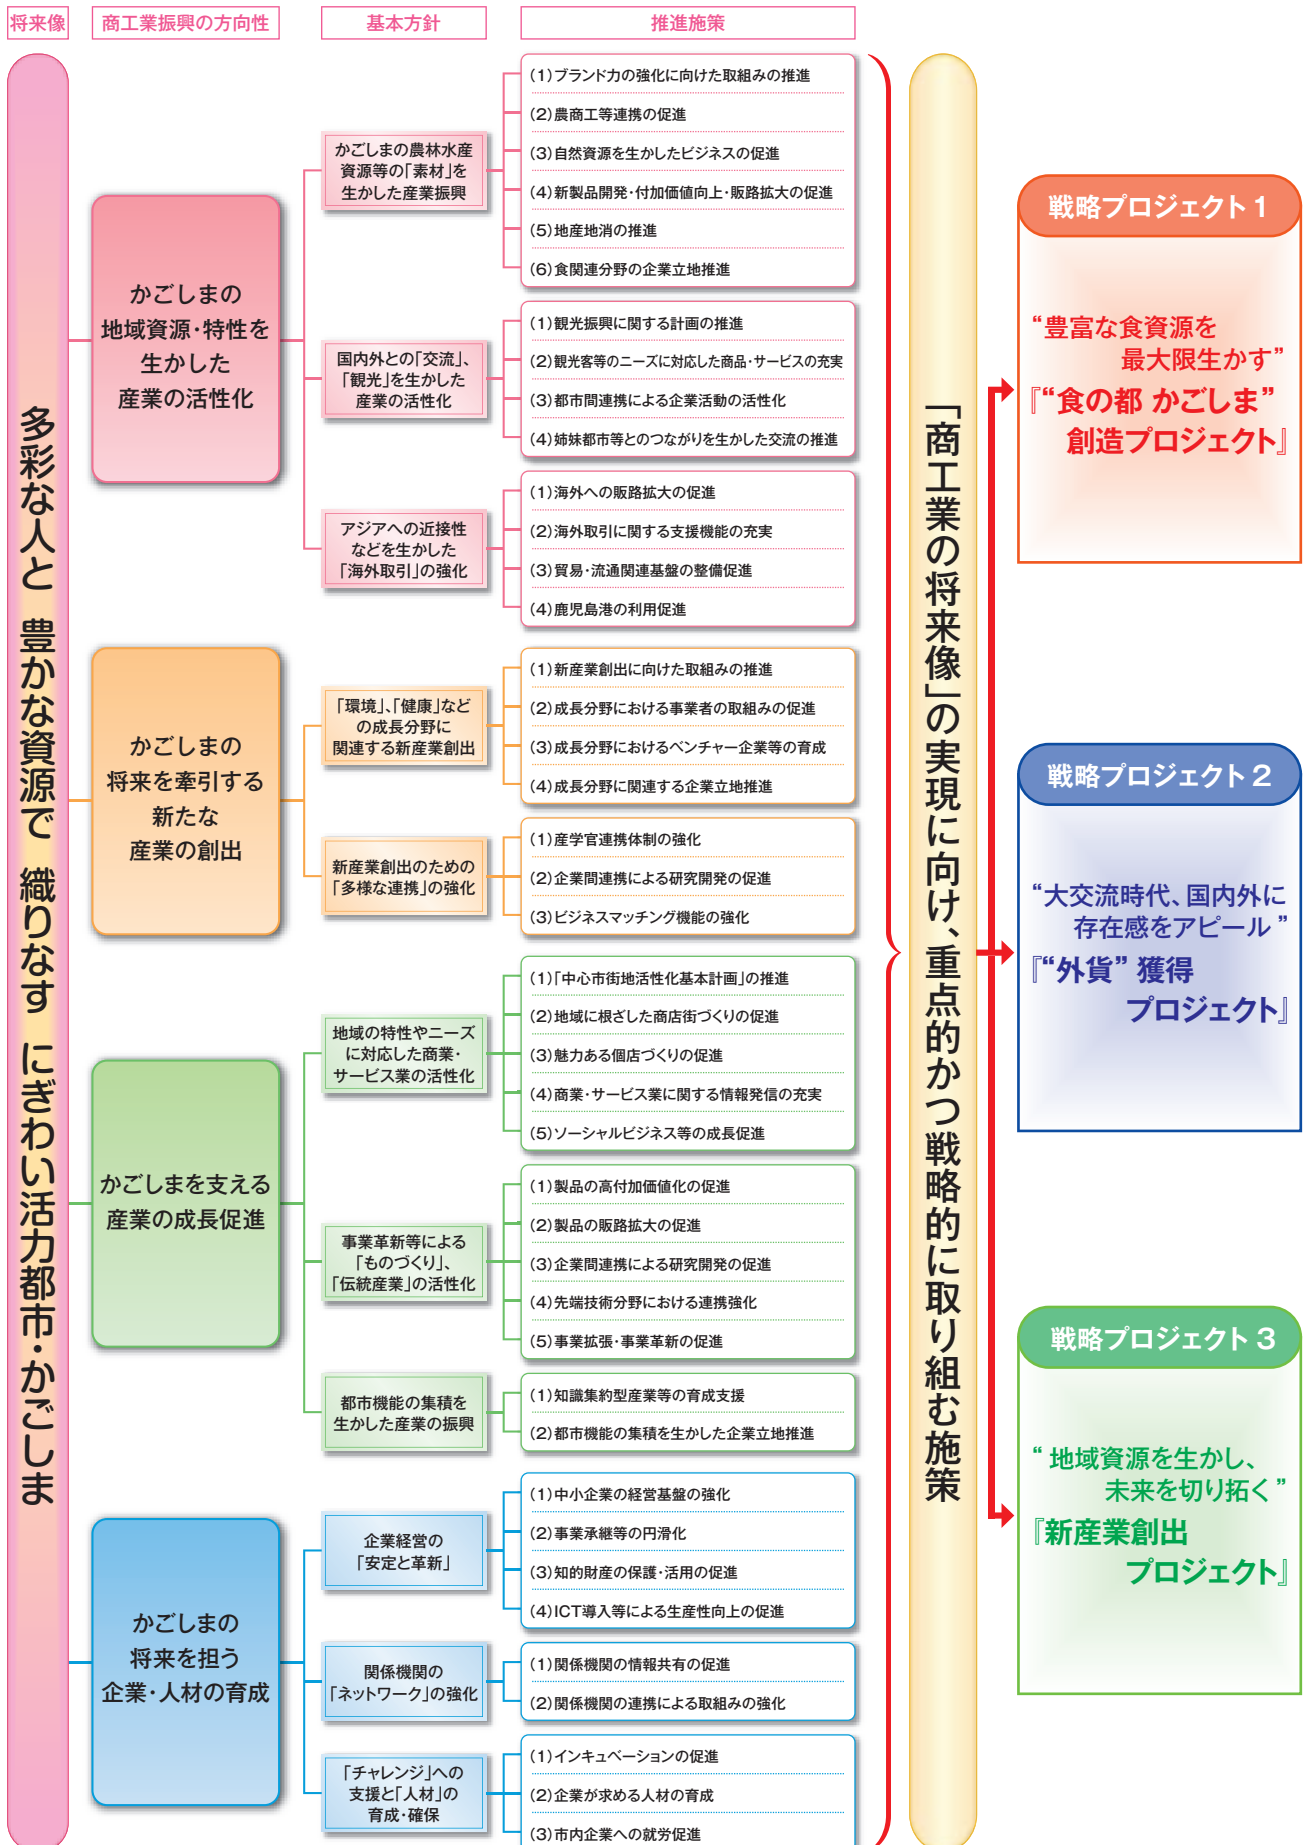 将来像
商工業振興の方向性
基本方針
推進施策
多彩な人と 豊かな資源で 織りなす にぎわい活力都市・かごしま
かごしまの
地域資源・特性を
生かした
産業の活性化
かごしまの農林水産
資源等の「素材」を
生かした産業振興
(1)ブランド力の強化に向けた取組みの推進
(2)農商工等連携の促進
(3)自然資源を生かしたビジネスの促進
(4)新製品開発・付加価値向上・販路拡大の促進
(5)地産地消の推進
(6)食関連分野の企業立地推進
国内外との「交流」、
「観光」を生かした
産業の活性化
(1)観光振興に関する計画の推進
(2)観光客等のニーズに対応した商品・サービスの充実
(3)都市間連携による企業活動の活性化
(4)姉妹都市等とのつながりを生かした交流の推進
アジアへの近接性
などを生かした
「海外取引」の強化
(1)海外への販路拡大の促進
(2)海外取引に関する支援機能の充実
(3)貿易・流通関連基盤の整備促進
(4)鹿児島港の利用促進
かごしまの
将来を牽引する
新たな
産業の創出
「環境」、「健康」など
の成長分野に
関連する新産業創出
(1)新産業創出に向けた取組みの推進
(2)成長分野における事業者の取組みの促進
(3)成長分野におけるベンチャー企業等の育成
(4)成長分野に関連する企業立地推進
新産業創出のための
「多様な連携」の強化
(1)産学官連携体制の強化
(2)企業間連携による研究開発の促進
(3)ビジネスマッチング機能の強化
かごしまを支える
産業の成長促進
地域の特性やニーズ
に対応した商業・
サービス業の活性化
(1)「中心市街地活性化基本計画」の推進
(2)地域に根ざした商店街づくりの促進
(3)魅力ある個店づくりの促進
(4)商業・サービス業に関する情報発信の充実
(5)ソーシャルビジネス等の成長促進
事業革新等による
「ものづくり」、
「伝統産業」の活性化
(1)製品の高付加価値化の促進
(2)製品の販路拡大の促進
(3)企業間連携による研究開発の促進
(4)先端技術分野における連携強化
(5)事業拡張・事業革新の促進
都市機能の集積を
生かした産業の振興
(1)知識集約型産業等の育成支援
(2)都市機能の集積を生かした企業立地推進
かごしまの
将来を担う
企業・人材の育成
企業経営の
「安定と革新」
(1)中小企業の経営基盤の強化
(2)事業承継等の円滑化
(3)知的財産の保護・活用の促進
(4)ICT導入等による生産性向上の促進
関係機関の
「ネットワーク」の強化
(1)関係機関の情報共有の促進
(2)関係機関の連携による取組みの強化
「チャレンジ」への
支援と「人材」の
育成・確保
(1)インキュベーションの促進
(2)企業が求める人材の育成
(3)市内企業への就労促進
「商工業の将来像」の実現に向け、重点的かつ戦略的に取り組む施策
戦略プロジェクト1
“豊富な食資源を
最大限生かす”
『“食の都 かごしま”
創造プロジェクト』
戦略プロジェクト2
“大交流時代、国内外に
存在感をアピール”
『“外貨” 獲得
プロジェクト』
戦略プロジェクト3
“地域資源を生かし、
未来を切り拓く”
『新産業創出
プロジェクト』